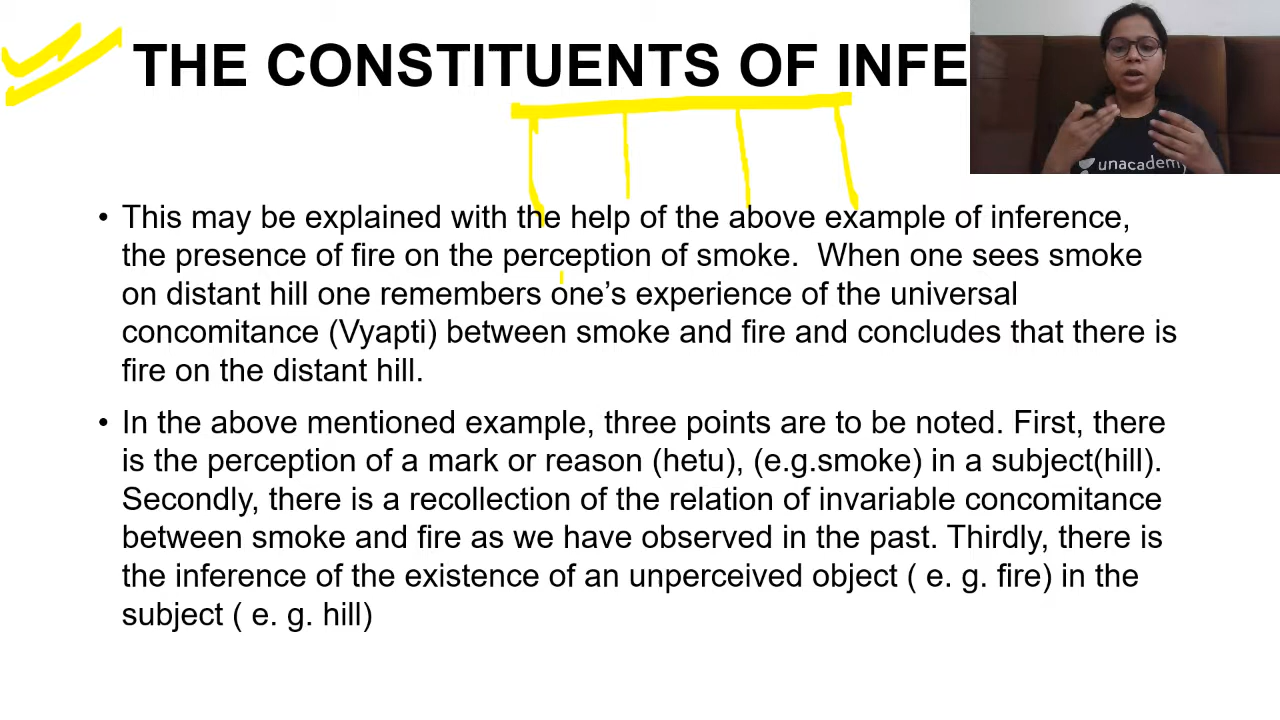 THE CONSTITUENTS OF INFE
unacademy
• This may be explained with the help of the above example of inference,
the presence of fire on the perception of smoke.  When one sees smoke
on distant hill one remembers one’s experience of the universal
concomitance (Vyapti) between smoke and fire and concludes that there is
fire on the distant hill.
• In the above mentioned example, three points are to be noted. First, there
is the perception of a mark or reason (hetu), (e.g.smoke) in a subject(hill).
Secondly, there is a recollection of the relation of invariable concomitance
between smoke and fire as we have observed in the past. Thirdly, there is
the inference of the existence of an unperceived object ( e. g. fire) in the
subject ( e. g. hill)